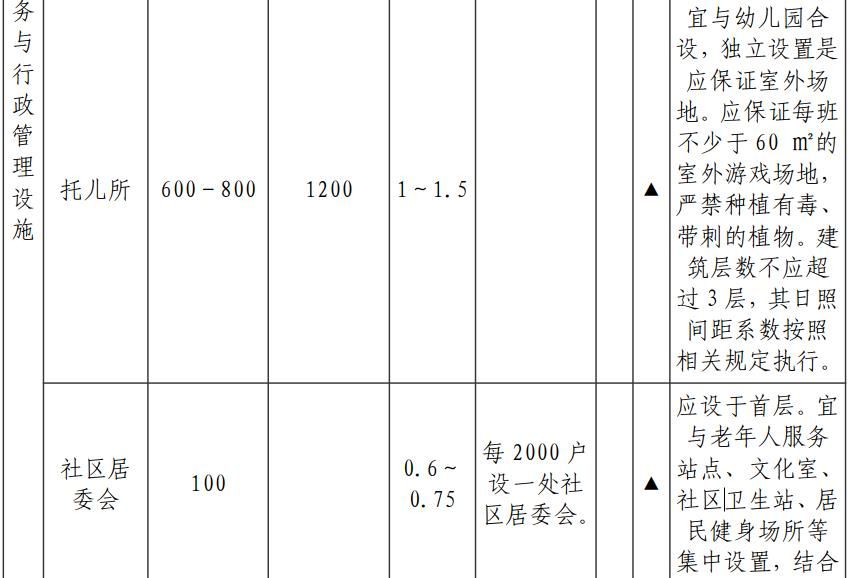 务
与
行
政
管
理
设
施
托儿所
600-800
1200
1~1.5
▲
宜与幼儿园合
设，独立设置是
应保证室外场
地。应保证每班
不少于60 ㎡的
室外游戏场地，
严禁种植有毒、
带刺的植物。建
筑层数不应超
过3层，其日照
间距系数按照
相关规定执行。
社区居
委会
100
0.6~
0.75
每2000户
设一处社
区居委会。
▲
应设于首层。宜
与老年人服务
站点、文化室、
社区卫生站、居
民健身场所等
集中设置，结合